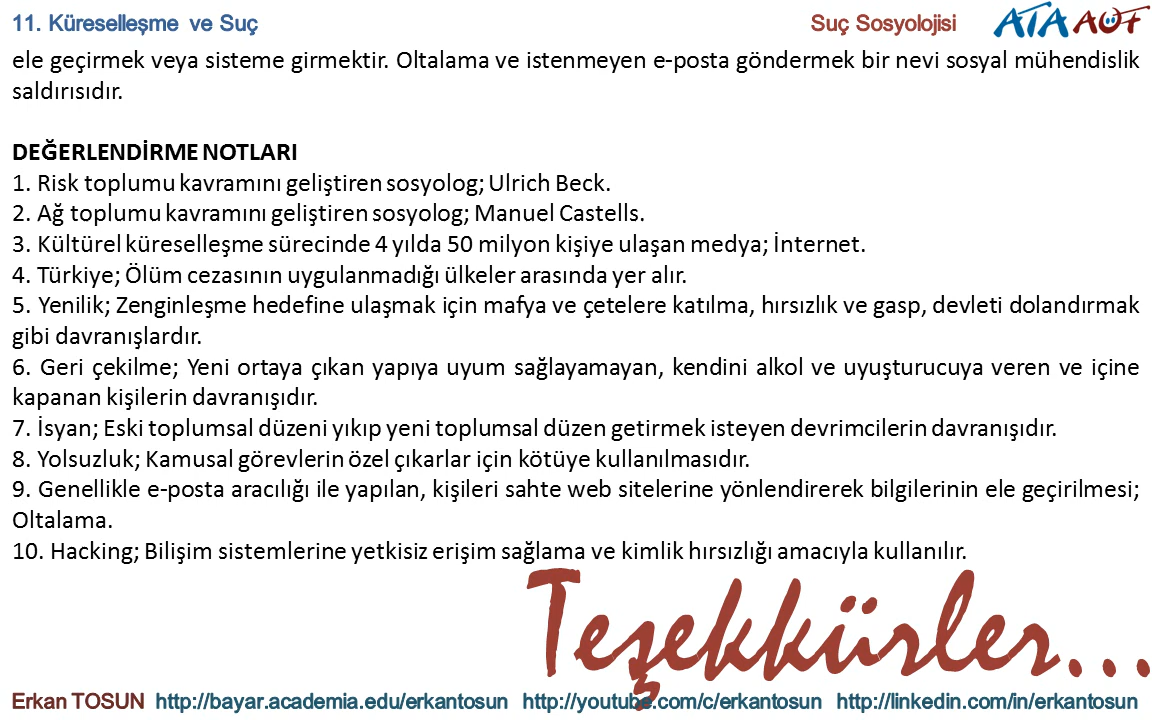 11. Küreselleşme ve Suç
Suç Sosyolojisi
ATA AÖF
ele geçirmek veya sisteme girmektir. Oltalama ve istenmeyen e-posta göndermek bir nevi sosyal mühendislik
saldırısıdır.
DEĞERLENDİRME NOTLARI
1. Risk toplumu kavramını geliştiren sosyolog; Ulrich Beck.
2. Ağ toplumu kavramını geliştiren sosyolog; Manuel Castells.
3. Kültürel küreselleşme sürecinde 4 yılda 50 milyon kişiye ulaşan medya; İnternet.
4. Türkiye; Ölüm cezasının uygulanmadığı ülkeler arasında yer alır.
5. Yenilik; Zenginleşme hedefine ulaşmak için mafya ve çetelere katılma, hırsızlık ve gasp, devleti dolandırmak
gibi davranışlardır.
6. Geri çekilme; Yeni ortaya çıkan yapıya uyum sağlayamayan, kendini alkol ve uyuşturucuya veren ve içine
kapanan kişilerin davranışıdır.
7. İsyan; Eski toplumsal düzeni yıkıp yeni toplumsal düzen getirmek isteyen devrimcilerin davranışıdır.
8. Yolsuzluk; Kamusal görevlerin özel çıkarlar için kötüye kullanılmasıdır.
9. Genellikle e-posta aracılığı ile yapılan, kişileri sahte web sitelerine yönlendirerek bilgilerinin ele geçirilmesi;
Oltalama.
10. Hacking; Bilişim sistemlerine yetkisiz erişim sağlama ve kimlik hırsızlığı amacıyla kullanılır.
Teşekkürler...
Erkan TOSUN http://bayar.academia.edu/erkantosun http://youtube.com/c/erkantosun http://linkedin.com/in/erkantosun